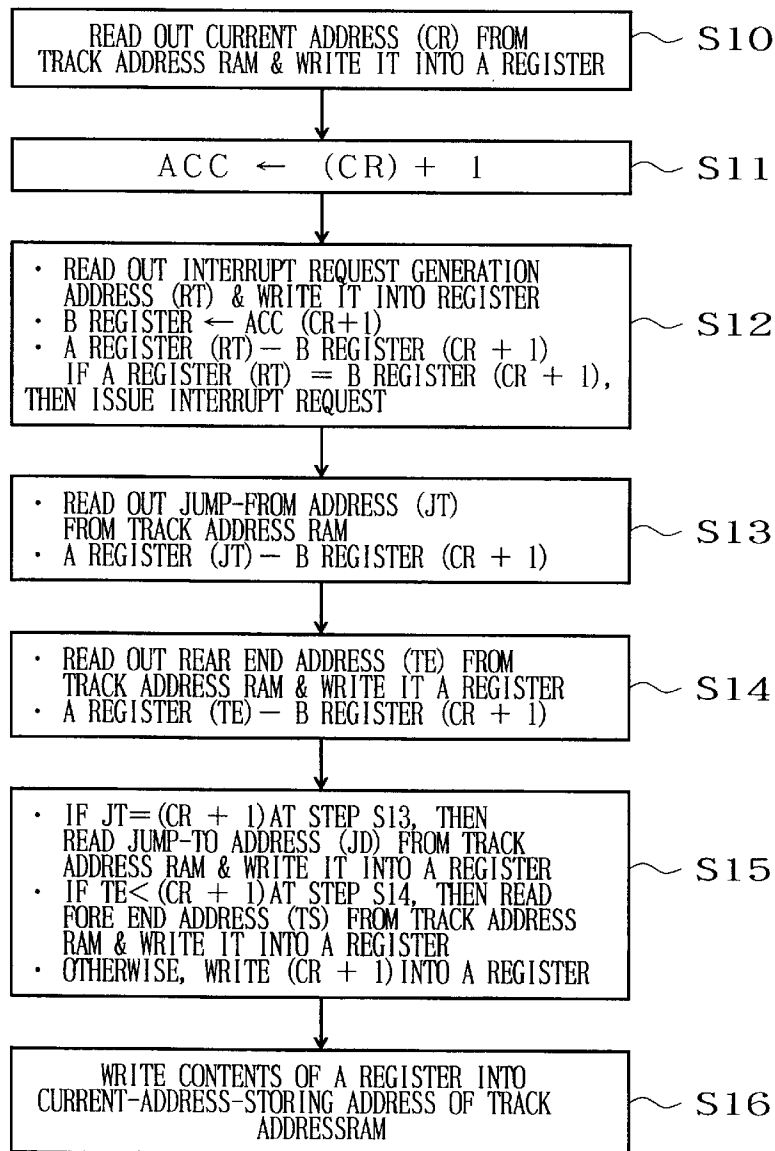 READ OUT CURRENT ADDRESS (CR) FROM
TRACK ADDRESS RAM & WRITE IT INTO A REGISTER
S10
ACC ← (CR) + 1
S11
· READ OUT INTERRUPT REQUEST GENERATION
ADDRESS (RT) & WRITE IT INTO REGISTER
· B REGISTER ← ACC (CR+1)
· A REGISTER (RT) — B REGISTER (CR + 1)
IF A REGISTER (RT) = B REGISTER (CR + 1),
THEN ISSUE INTERRUPT REQUEST
S12
· READ OUT JUMP-FROM ADDRESS (JT)
FROM TRACK ADDRESS RAM
· A REGISTER (JT) — B REGISTER (CR + 1)
S13
· READ OUT REAR END ADDRESS (TE) FROM
TRACK ADDRESS RAM & WRITE IT A REGISTER
· A REGISTER (TE) — B REGISTER (CR + 1)
S14
· IF JT=(CR + 1)AT STEP S13, THEN
READ JUMP-TO ADDRESS (JD) FROM TRACK
ADDRESS RAM & WRITE IT INTO A REGISTER
· IF TE<(CR + 1)AT STEP S14, THEN READ
FORE END ADDRESS (TS) FROM TRACK ADDRESS
RAM & WRITE IT INTO A REGISTER
· OTHERWISE, WRITE (CR + 1)INTO A REGISTER
S15
WRITE CONTENTS OF A REGISTER INTO
CURRENT-ADDRESS-STORING ADDRESS OF TRACK
ADDRESSRAM
S16